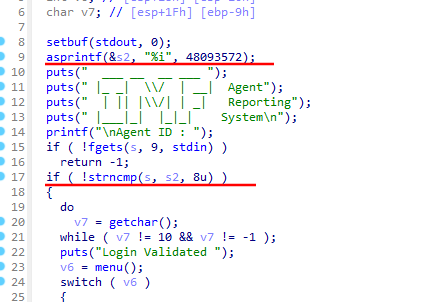 6 char v7; // [esp+1Fh] [ebp-9h]
7
8 setbuf(stdout, 0);
9 asprintf(&s2, "%i", 48093572);
10 puts("  ___ __  __ ___ ");
11 puts(" |_ _|  \\/  | __|  Agent");
12 puts("  | || |\\/| | _|   Reporting");
13 puts(" |___|_|  |_|_|     System\n");
14 printf("\nAgent ID : ");
15 if ( !fgets(s, 9, stdin) )
16 return -1;
17 if ( !strncmp(s, s2, 8u) )
18 {
19 do
20 v7 = getchar();
21 while ( v7 != 10 && v7 != -1 );
22 puts("Login Validated ");
23 v6 = menu();
24 switch ( v6 )
25 {